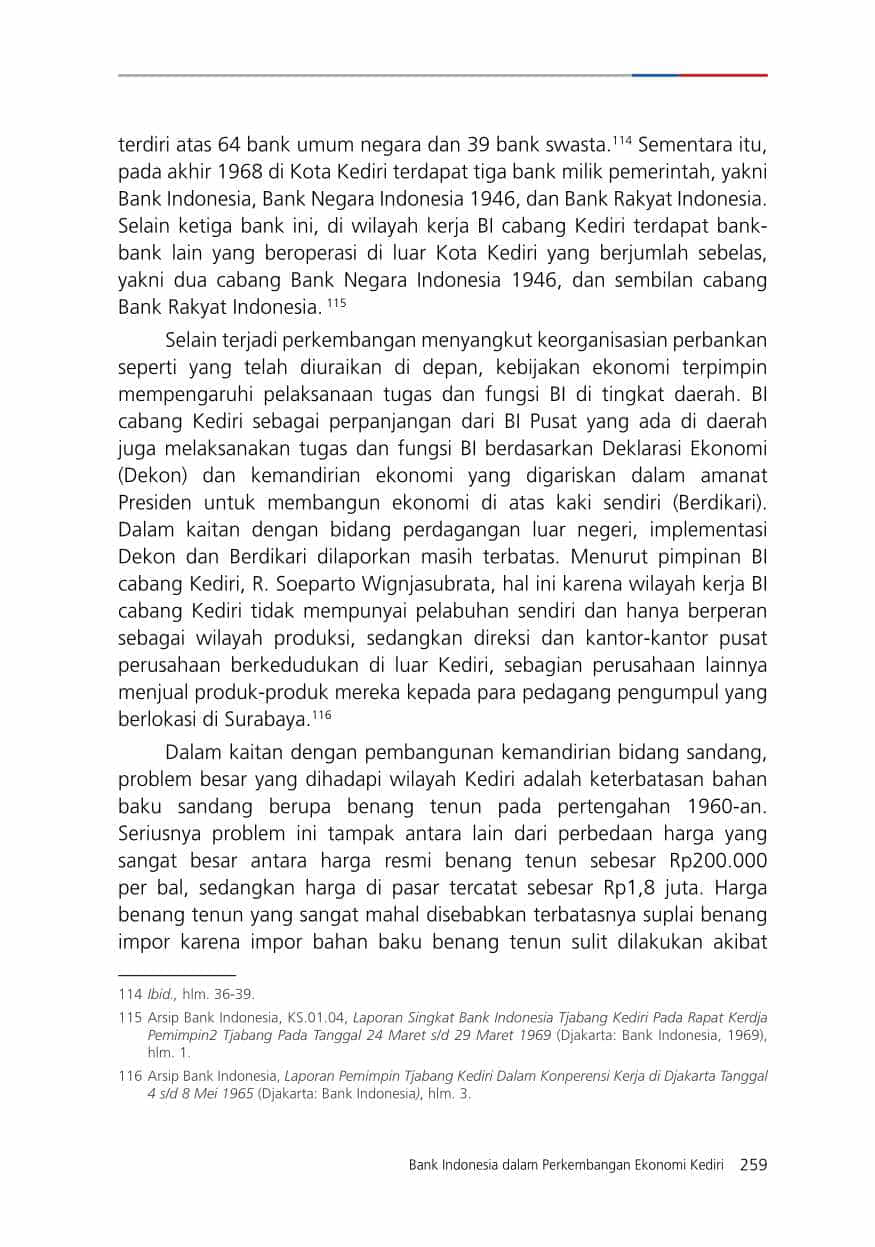 terdiri atas 64 bank umum negara dan 39 bank swasta.114 Sementara itu,
pada akhir 1968 di Kota Kediri terdapat tiga bank milik pemerintah, yakni
Bank Indonesia, Bank Negara Indonesia 1946, dan Bank Rakyat Indonesia.
Selain ketiga bank ini, di wilayah kerja BI cabang Kediri terdapat bank-
bank lain yang beroperasi di luar Kota Kediri yang berjumlah sebelas,
yakni dua cabang Bank Negara Indonesia 1946, dan sembilan cabang
Bank Rakyat Indonesia. 115
Selain terjadi perkembangan menyangkut keorganisasian perbankan
seperti yang telah diuraikan di depan, kebijakan ekonomi terpimpin
mempengaruhi pelaksanaan tugas dan fungsi BI di tingkat daerah. BI
cabang Kediri sebagai perpanjangan dari BI Pusat yang ada di daerah
juga melaksanakan tugas dan fungsi BI berdasarkan Deklarasi Ekonomi
(Dekon) dan kemandirian ekonomi yang digariskan dalam amanat
Presiden untuk membangun ekonomi di atas kaki sendiri (Berdikari).
Dalam kaitan dengan bidang perdagangan luar negeri, implementasi
Dekon dan Berdikari dilaporkan masih terbatas. Menurut pimpinan BI
cabang Kediri, R. Soeparto Wignjasubrata, hal ini karena wilayah kerja BI
cabang Kediri tidak mempunyai pelabuhan sendiri dan hanya berperan
sebagai wilayah produksi, sedangkan direksi dan kantor-kantor pusat
perusahaan berkedudukan di luar Kediri, sebagian perusahaan lainnya
menjual produk-produk mereka kepada para pedagang pengumpul yang
berlokasi di Surabaya.116
Dalam kaitan dengan pembangunan kemandirian bidang sandang,
problem besar yang dihadapi wilayah Kediri adalah keterbatasan bahan
baku sandang berupa benang tenun pada pertengahan 1960-an.
Seriusnya problem ini tampak antara lain dari perbedaan harga yang
sangat besar antara harga resmi benang tenun sebesar Rp200.000
per bal, sedangkan harga di pasar tercatat sebesar Rp1,8 juta. Harga
benang tenun yang sangat mahal disebabkan terbatasnya suplai benang
impor karena impor bahan baku benang tenun sulit dilakukan akibat
114 Ibid., hlm. 36-39.
115 Arsip Bank Indonesia, KS.01.04, Laporan Singkat Bank Indonesia Tjabang Kediri Pada Rapat Kerdja
Pemimpin2 Tjabang Pada Tanggal 24 Maret s/d 29 Maret 1969 (Djakarta: Bank Indonesia, 1969),
hlm. 1.
116 Arsip Bank Indonesia, Laporan Pemimpin Tjabang Kediri Dalam Konperensi Kerja di Djakarta Tanggal
4 s/d 8 Mei 1965 (Djakarta: Bank Indonesia), hlm. 3.
Bank Indonesia dalam Perkembangan Ekonomi Kediri 259